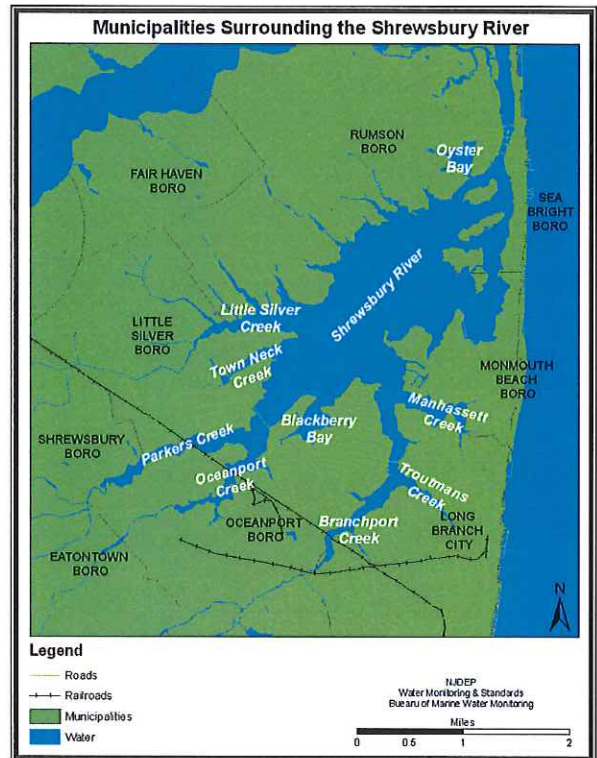 Municipalities Surrounding the Shrewsbury River
RUMSON
BORO
Oyster
Bay
FAIR HAVEN
BORO
SEA
BRIGHT
BORO
Shrewsbury River
Little Silver
Creek
LITTLE
SILVER
BORO
Town Neck
Creek
MONMOUTH
BEACH
BORO
Manhassett
Creek
Blackberry
Bay
SHREWSBURY
BORO
Parkers Creek
Oceanport
Creek
Troutmans
Creek
OCEANPORT
BORO
Branchport
Creek
LONG
BRANCH
CITY
EATONTOWN
BORO
N
Legend
Roads
Railroads
Municipalities
Water
NJDEP
Water Monitoring & Standards
Buearu of Marine Water Monitoring
Miles
0 0.5 1 2